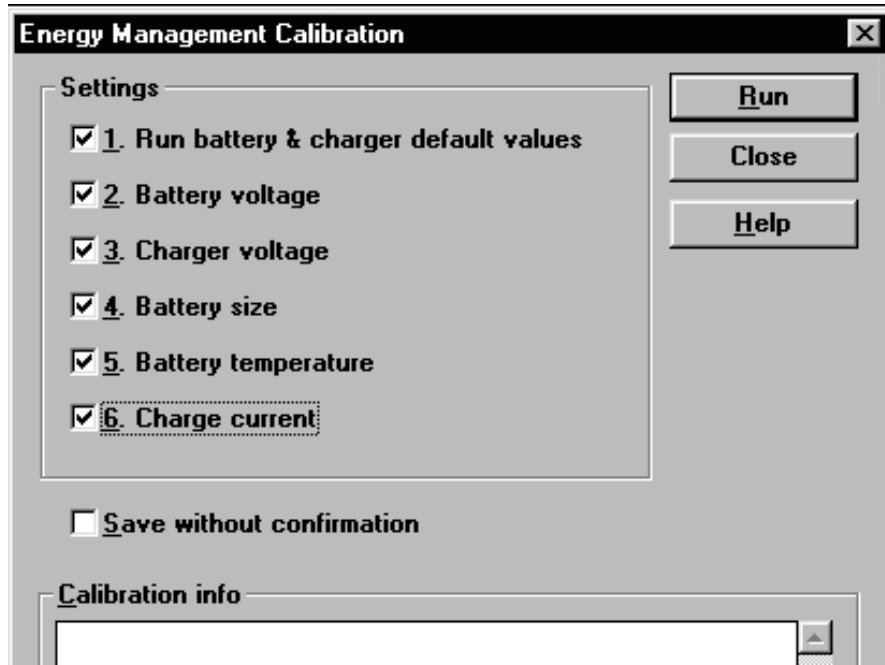 Energy Management Calibration
Settings
1. Run battery & charger default values
2. Battery voltage
3. Charger voltage
4. Battery size
5. Battery temperature
6. Charge current
Run
Close
Help
Save without confirmation
Calibration info